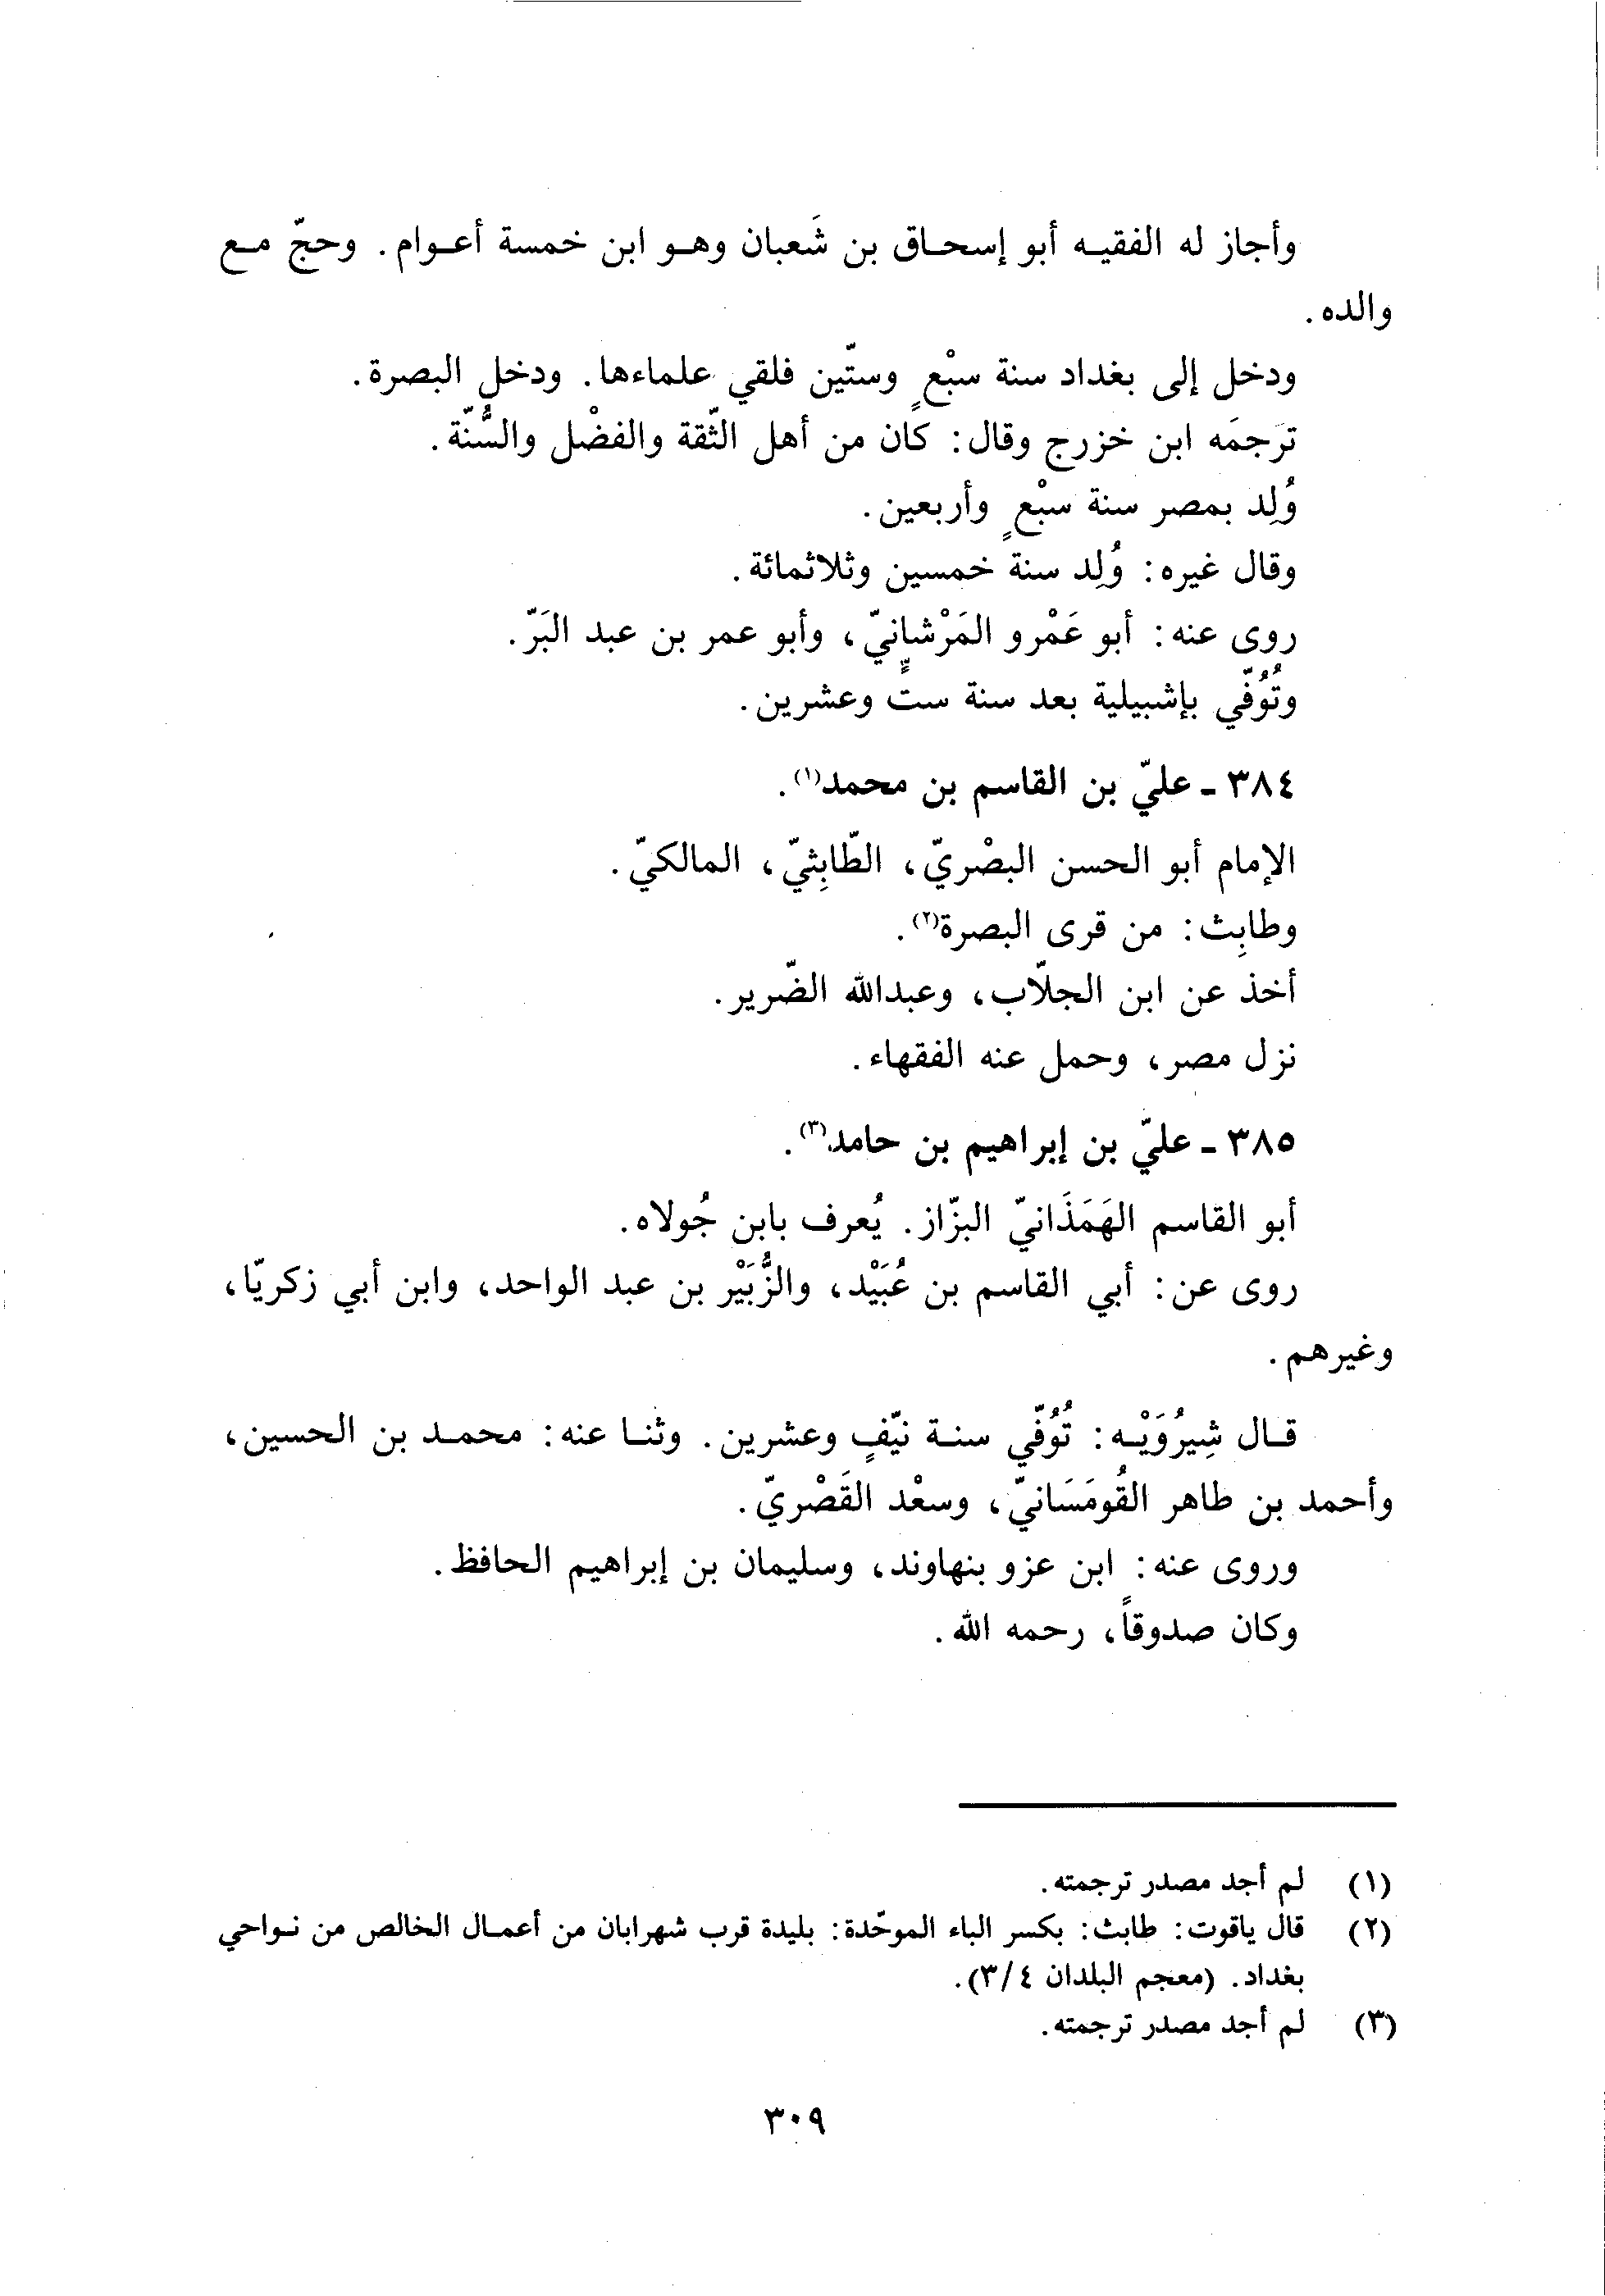 وأجاز له الفقيه أبو إسحاق بن شَعبان وهو ابن خمسة أعوام. وحجّ مع
والده.
ودخل إلى بغداد سنة سبْعٍ وستّين فلقي علماءها. ودخل البصرة.
ترجمَه ابن خزرج وقال: كان من أهل الثّقة والفضْل والسُّنّة.
وُلِد بمصر سنة سبْعٍ وأربعين.
وقال غيره: وُلِد سنة خمسين وثلاثمائة.
روى عنه: أبو عَمْرو المَرْشانيّ، وأبو عمر بن عبد البَرّ.
وتُوُفّي بإشبيلية بعد سنة ستٍّ وعشرين.
٣٨٤ - عليّ بن القاسم بن محمد(١).
الإمام أبو الحسن البصْريّ، الطّابِثيّ، المالكيّ.
وطابِث: من قرى البصرة(٢).
أخذ عن ابن الجلّاب، وعبدالله الضّرير.
نزل مصر، وحمل عنه الفقهاء.
٣٨٥ - عليّ بن إبراهيم بن حامد(٣).
أبو القاسم الهَمَذَانيّ البزّاز. يُعرف بابن جُولاه.
روى عن: أبي القاسم بن عُبَيْد، والزُّبَيْر بن عبد الواحد، وابن أبي زكريّا،
وغيرهم.
قال شِيرُوَيْه: تُوُفّي سنة نيّفٍ وعشرين. وثنا عنه: محمد بن الحسين،
وأحمد بن طاهر القُومَسَانيّ، وسعْد القَصْريّ.
وروى عنه: ابن عزو بنهاوند، وسليمان بن إبراهيم الحافظ.
وكان صدوقاً، رحمه الله.
(١) لم أجد مصدر ترجمته.
(٢) قال ياقوت: طابث: بكسر الباء الموحّدة: بليدة قرب شهرابان من أعمال الخالص من نواحي
بغداد. (معجم البلدان ٣/٤).
(٣) لم أجد مصدر ترجمته.
٣٠٩